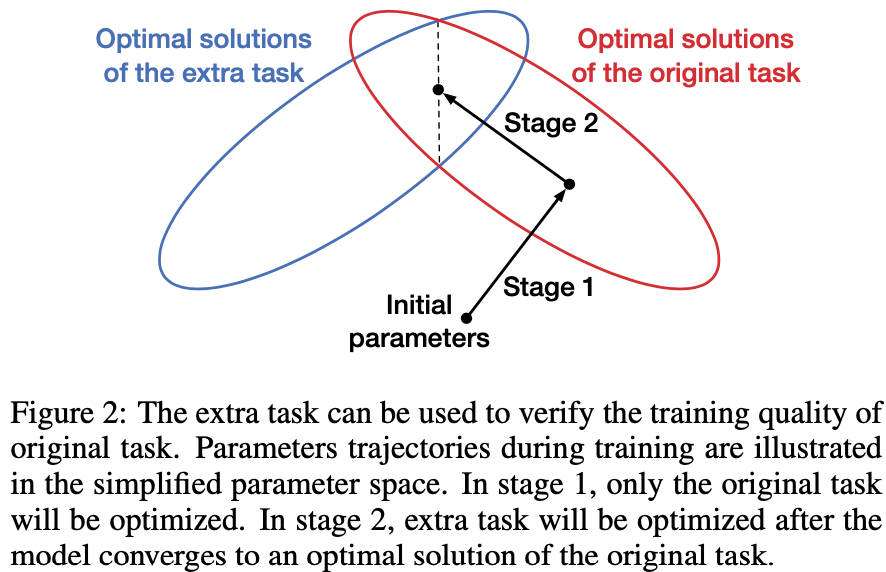 Optimal solutions
of the extra task
Optimal solutions
of the original task
Stage 2
Stage 1
Initial
parameters
Figure 2: The extra task can be used to verify the training quality of
original task. Parameters trajectories during training are illustrated
in the simplified parameter space. In stage 1, only the original task
will be optimized. In stage 2, extra task will be optimized after the
model converges to an optimal solution of the original task.